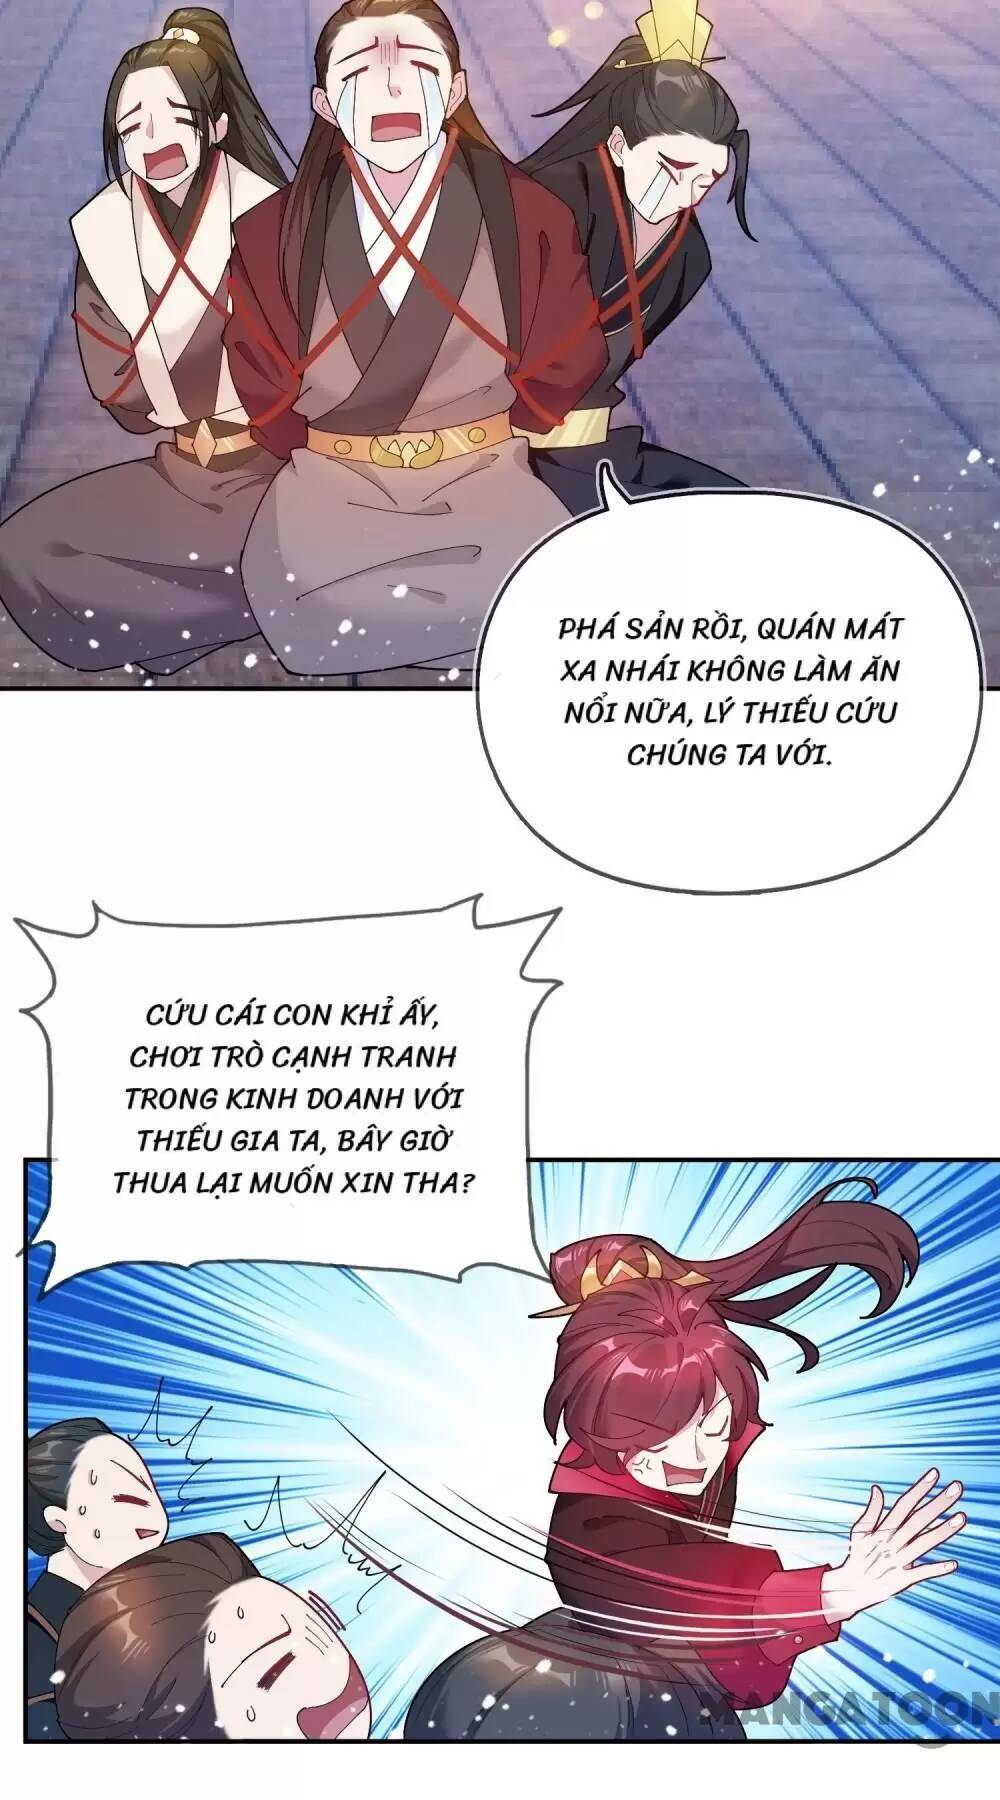 PHÁ SẢN RỒI, QUÁN MÁT
XA NHÁI KHÔNG LÀM ĂN
NỔI NỮA, LÝ THIẾU CỨU
CHÚNG TA VỚI.
CỨU CÁI CON KHỈ ẤY,
CHƠI TRÒ CẠNH TRANH
TRONG KINH DOANH VỚI
THIẾU GIA TA, BÂY GIỜ
THUA LẠI MUỐN XIN THA?
MANGATOON